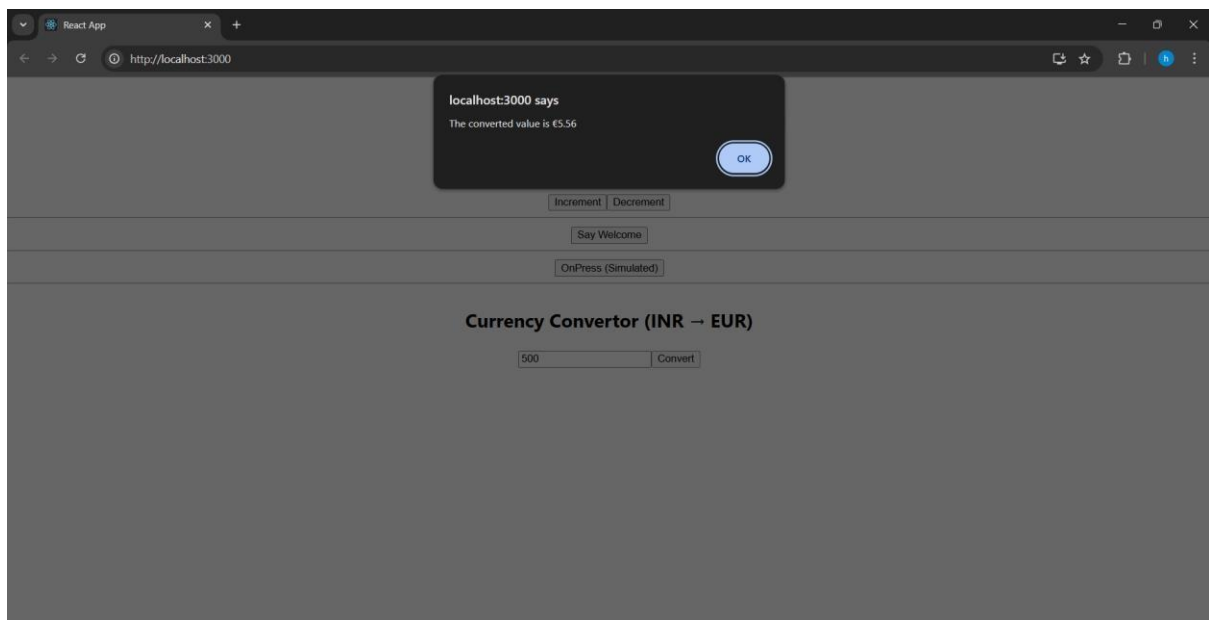 React App
http://localhost:3000
h
localhost:3000 says
The converted value is €5.56
OK
Increment Decrement
Say Welcome
OnPress (Simulated)
Currency Convertor (INR → EUR)
500 Convert